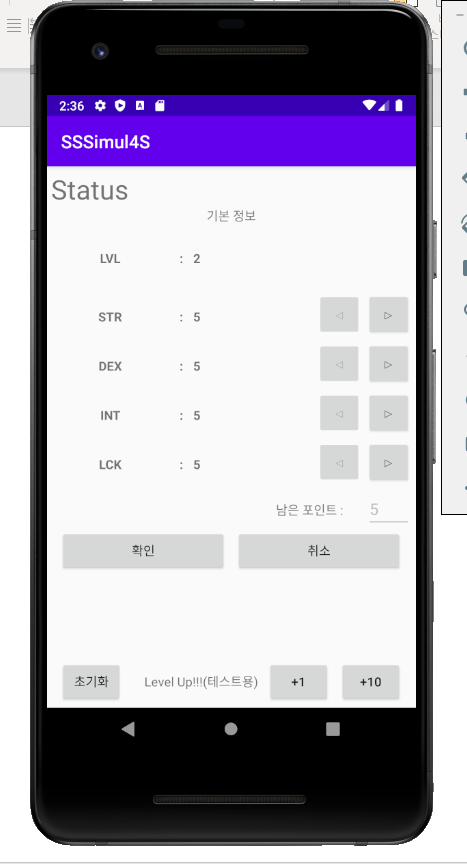 2:36
SSSimul4S
Status
기본 정보
LVL : 2
STR : 5 ◁ ▷
DEX : 5 ◁ ▷
INT : 5 ◁ ▷
LCK : 5 ◁ ▷
남은 포인트 : 5
확인 취소
초기화 Level Up!!!(테스트용) +1 +10